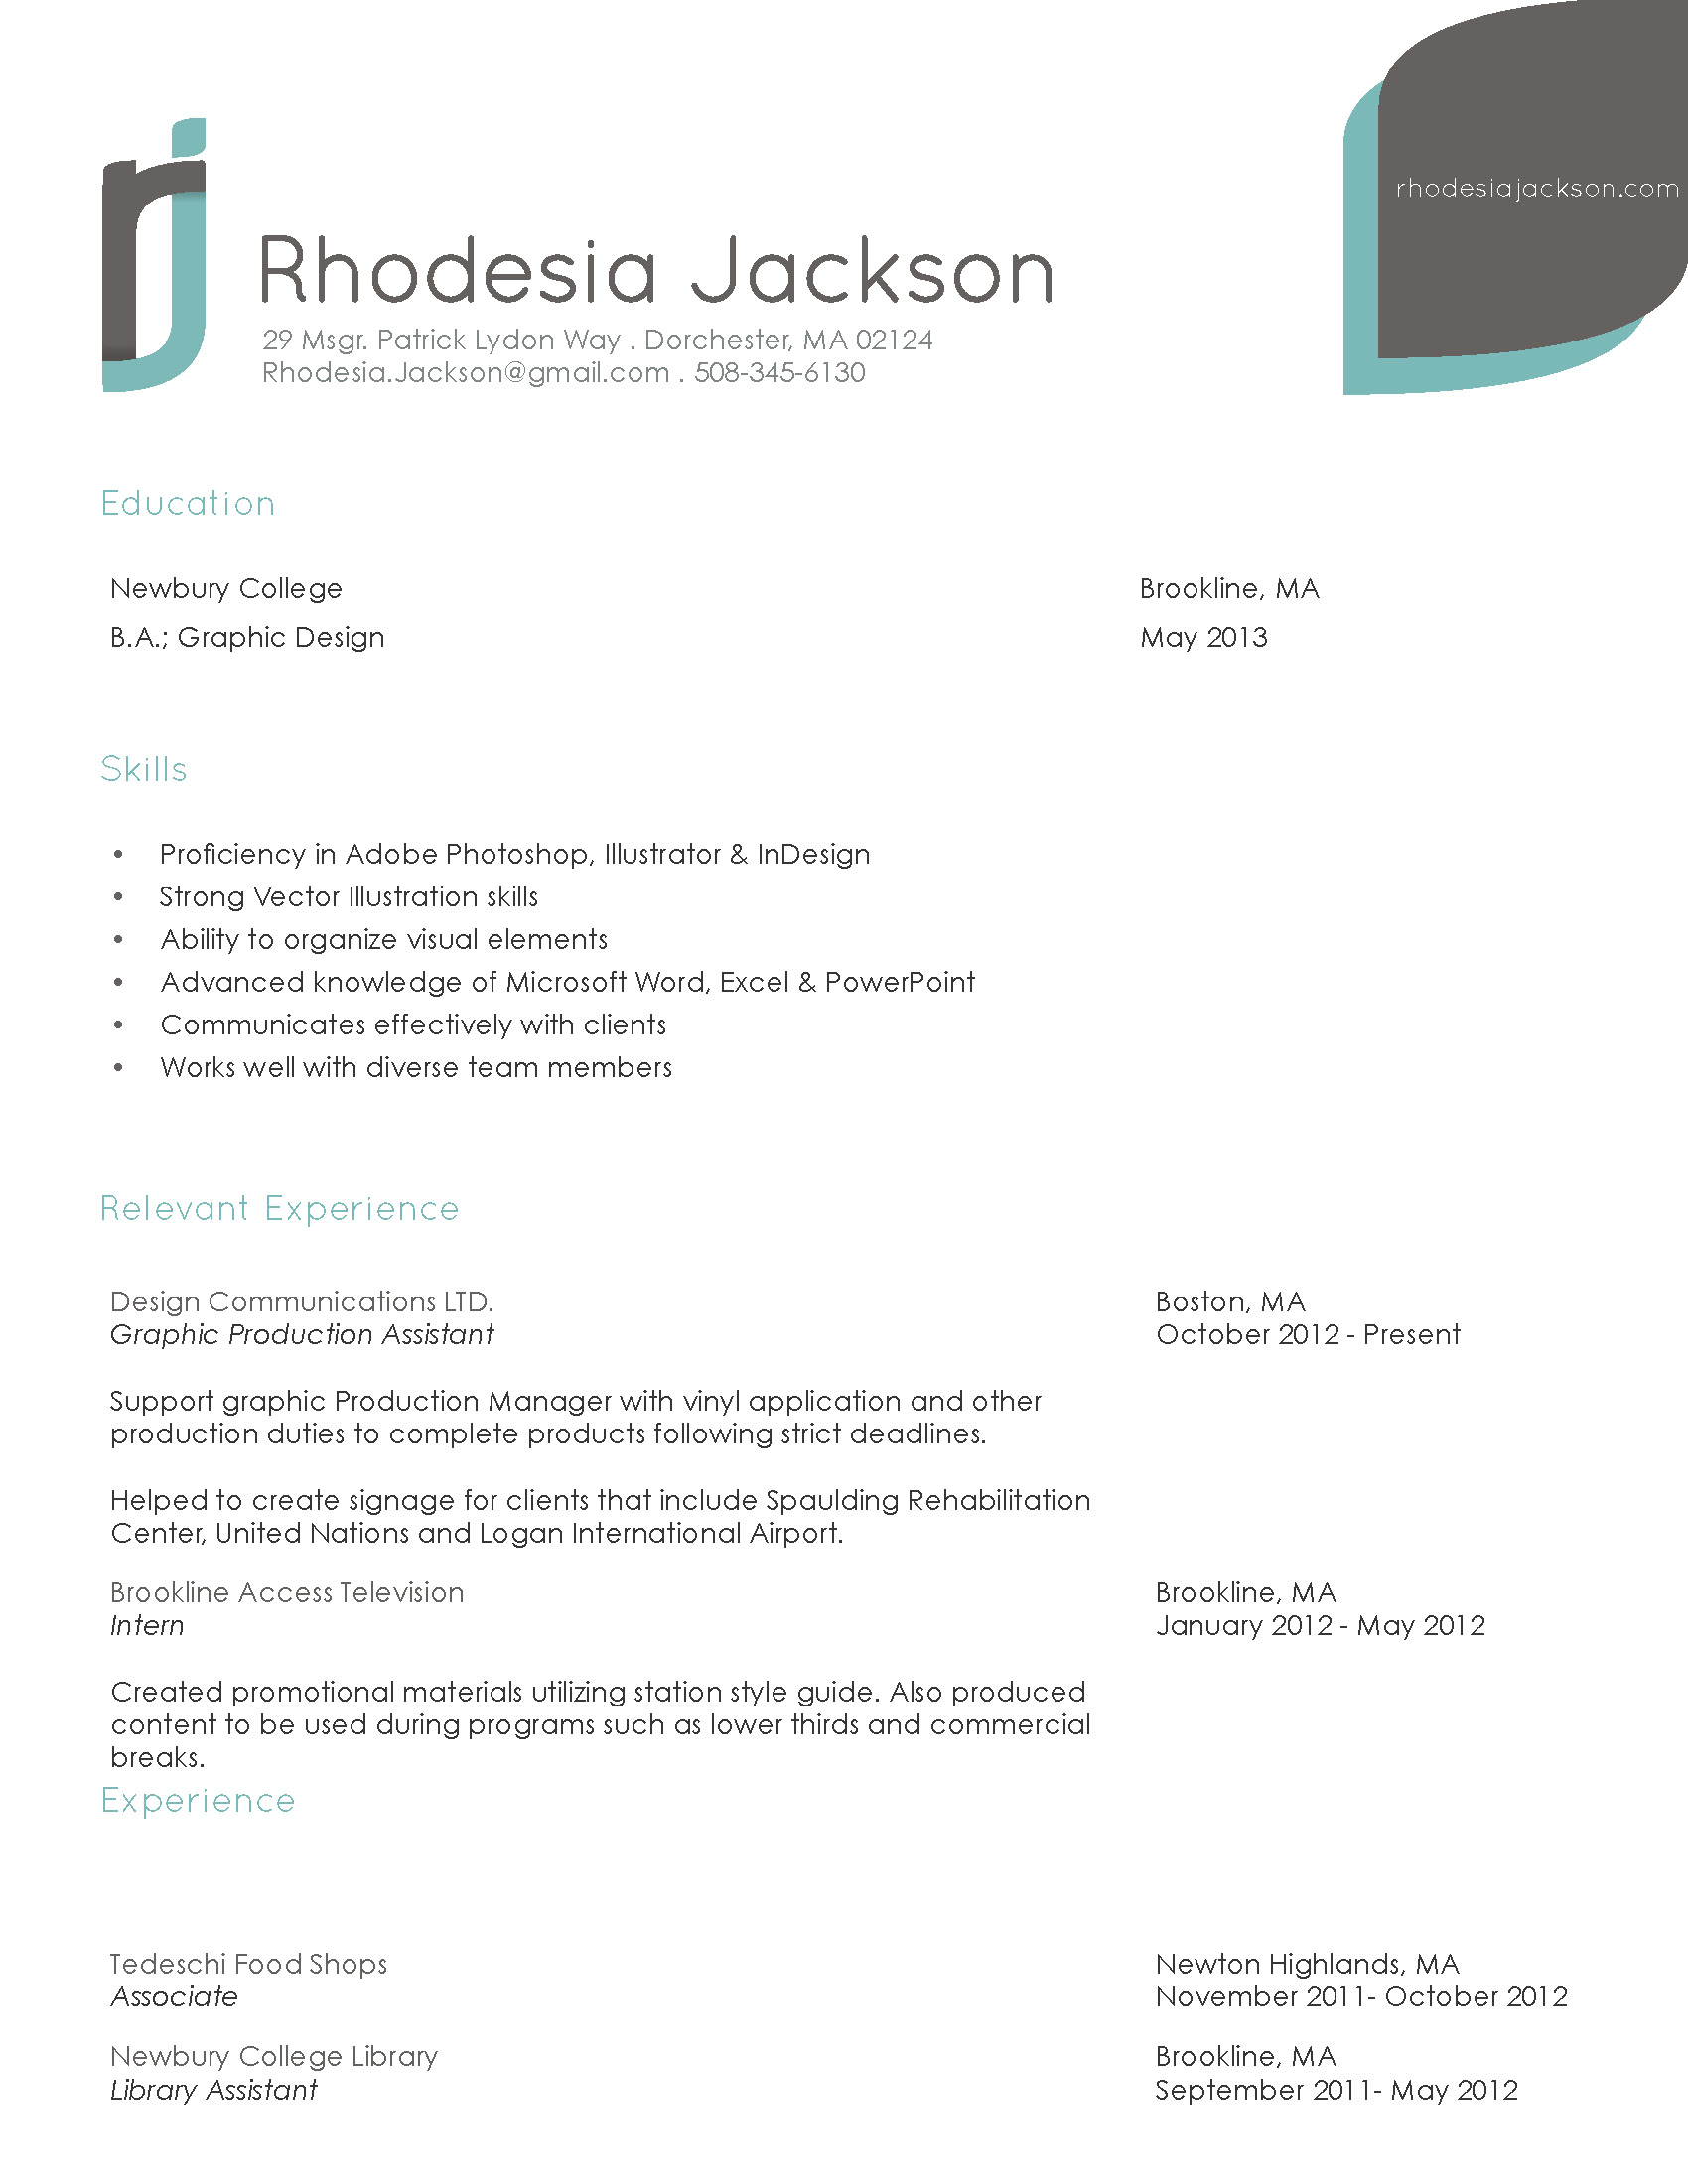 rj
rhodesiajackson.com
Rhodesia Jackson
29 Msgr. Patrick Lydon Way . Dorchester, MA 02124
Rhodesia.Jackson@gmail.com . 508-345-6130
Education
Newbury College Brookline, MA
B.A.; Graphic Design May 2013
Skills
• Proficiency in Adobe Photoshop, Illustrator & InDesign
• Strong Vector Illustration skills
• Ability to organize visual elements
• Advanced knowledge of Microsoft Word, Excel & PowerPoint
• Communicates effectively with clients
• Works well with diverse team members
Relevant Experience
Design Communications LTD. Boston, MA
Graphic Production Assistant October 2012 - Present
Support graphic Production Manager with vinyl application and other
production duties to complete products following strict deadlines.
Helped to create signage for clients that include Spaulding Rehabilitation
Center, United Nations and Logan International Airport.
Brookline Access Television Brookline, MA
Intern January 2012 - May 2012
Created promotional materials utilizing station style guide. Also produced
content to be used during programs such as lower thirds and commercial
breaks.
Experience
Tedeschi Food Shops Newton Highlands, MA
Associate November 2011- October 2012
Newbury College Library Brookline, MA
Library Assistant September 2011- May 2012